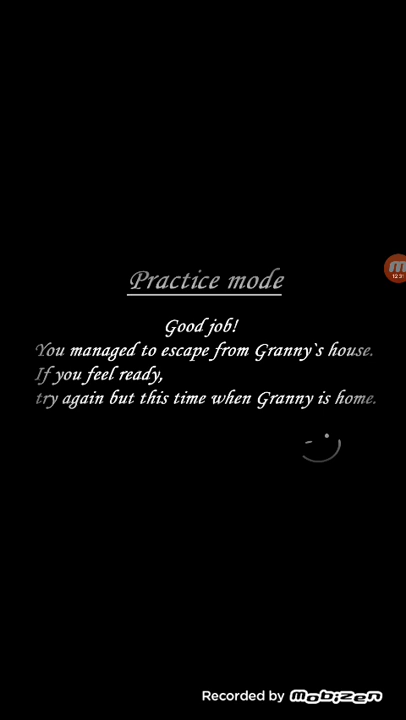 Practice mode
Good job!
You managed to escape from Granny`s house.
If you feel ready,
try again but this time when Granny is home.
Recorded by mobizen